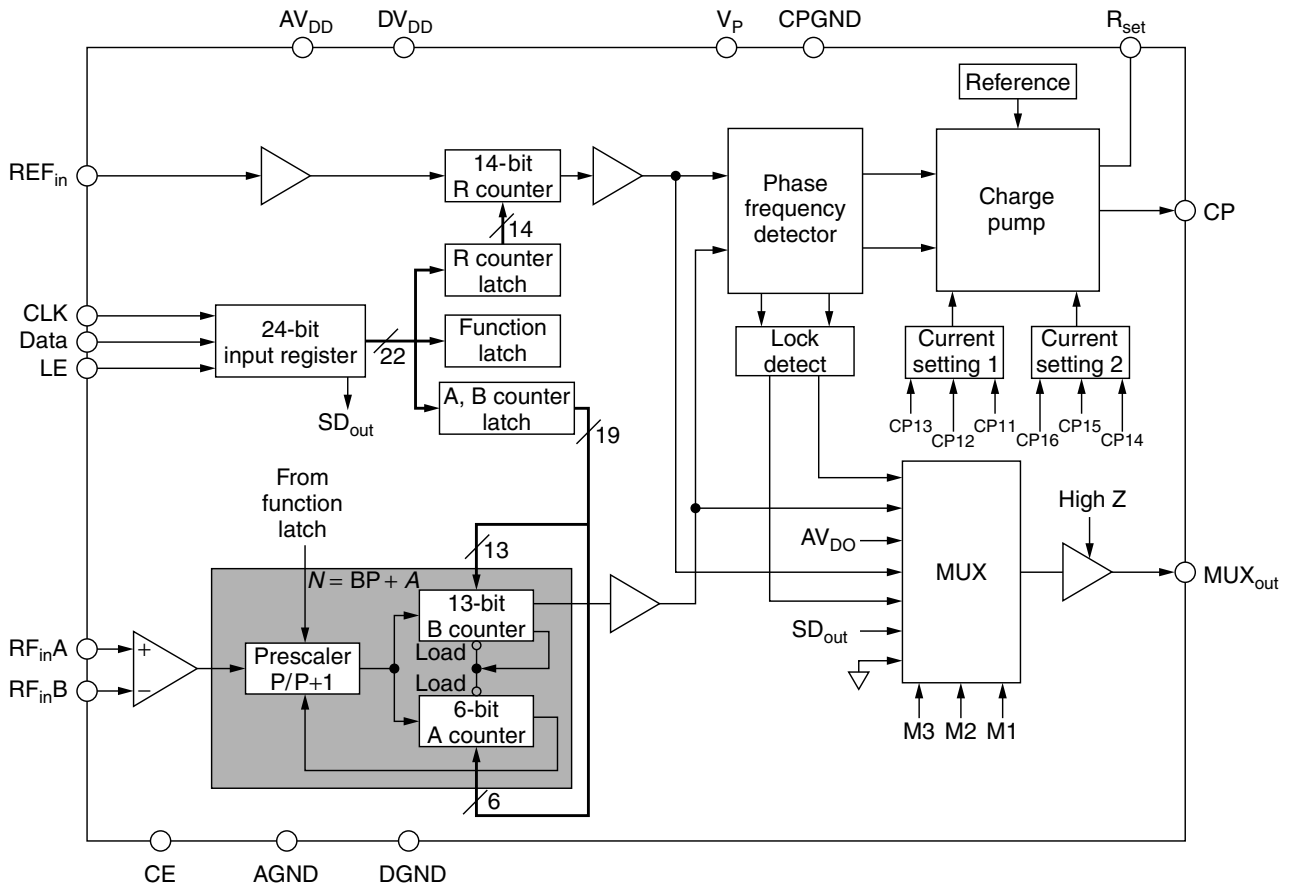 AVDD
DVDD
VP
CPGND
Rset
Reference
REFin
14-bit
R counter
Phase
frequency
detector
Charge
pump
CP
14
R counter
latch
CLK
Data
LE
24-bit
input register
22
Function
latch
Lock
detect
Current
setting 1
Current
setting 2
SDout
A, B counter
latch
19
CP13
CP12
CP11
CP16
CP15
CP14
From
function
latch
13
High Z
AVDO
N = BP + A
MUX
MUXout
13-bit
B counter
RFinA
+
Load
SDout
Prescaler
P/P+1
RFinB
−
Load
6-bit
A counter
M3
M2
M1
6
CE
AGND
DGND